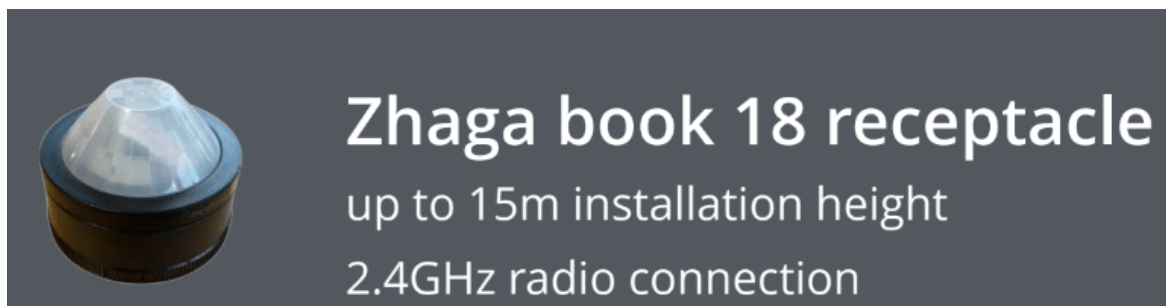 Zhaga book 18 receptacle
up to 15m installation height
2.4GHz radio connection